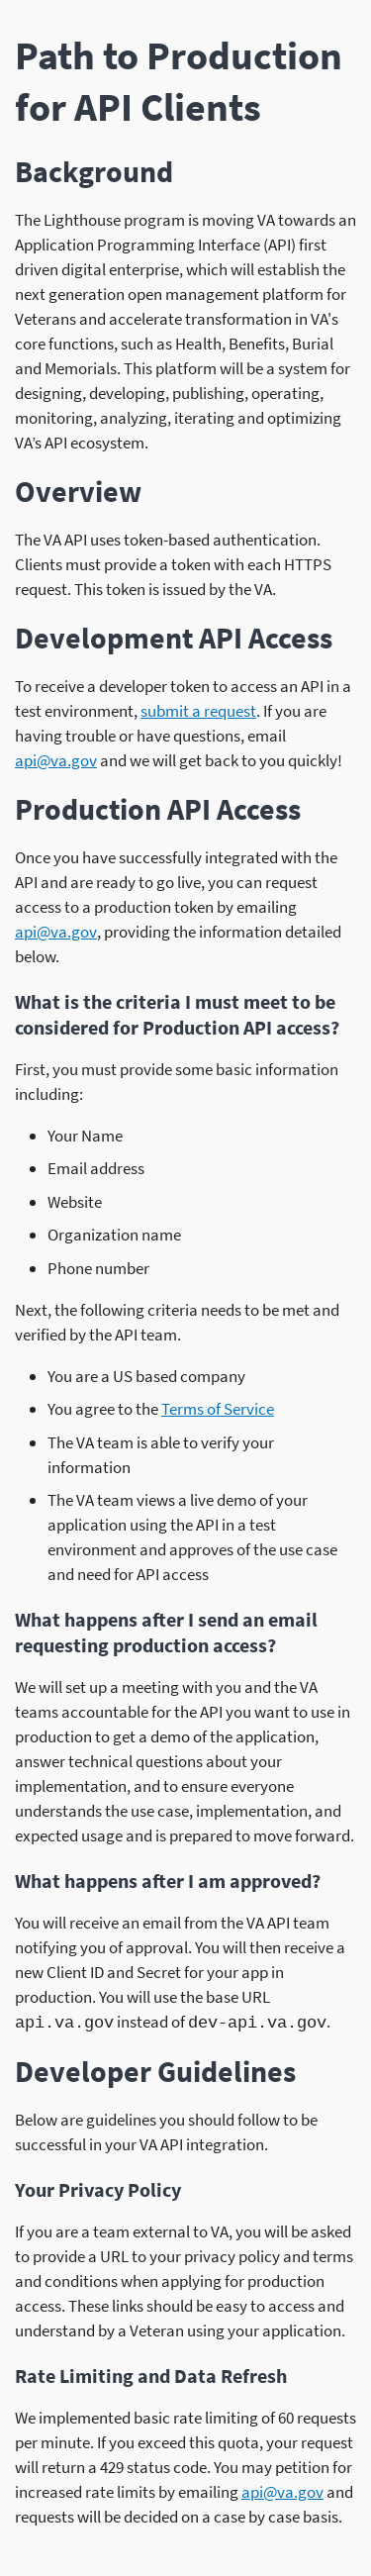 Path to Production
for API Clients
Background
The Lighthouse program is moving VA towards an
Application Programming Interface (API) first
driven digital enterprise, which will establish the
next generation open management platform for
Veterans and accelerate transformation in VA's
core functions, such as Health, Benefits, Burial
and Memorials. This platform will be a system for
designing, developing, publishing, operating,
monitoring, analyzing, iterating and optimizing
VA’s API ecosystem.
Overview
The VA API uses token-based authentication.
Clients must provide a token with each HTTPS
request. This token is issued by the VA.
Development API Access
To receive a developer token to access an API in a
test environment, submit a request. If you are
having trouble or have questions, email
api@va.gov and we will get back to you quickly!
Production API Access
Once you have successfully integrated with the
API and are ready to go live, you can request
access to a production token by emailing
api@va.gov, providing the information detailed
below.
What is the criteria I must meet to be
considered for Production API access?
First, you must provide some basic information
including:
• Your Name
• Email address
• Website
• Organization name
• Phone number
Next, the following criteria needs to be met and
verified by the API team.
• You are a US based company
• You agree to the Terms of Service
• The VA team is able to verify your
information
• The VA team views a live demo of your
application using the API in a test
environment and approves of the use case
and need for API access
What happens after I send an email
requesting production access?
We will set up a meeting with you and the VA
teams accountable for the API you want to use in
production to get a demo of the application,
answer technical questions about your
implementation, and to ensure everyone
understands the use case, implementation, and
expected usage and is prepared to move forward.
What happens after I am approved?
You will receive an email from the VA API team
notifying you of approval. You will then receive a
new Client ID and Secret for your app in
production. You will use the base URL
api.va.gov instead of dev-api.va.gov.
Developer Guidelines
Below are guidelines you should follow to be
successful in your VA API integration.
Your Privacy Policy
If you are a team external to VA, you will be asked
to provide a URL to your privacy policy and terms
and conditions when applying for production
access. These links should be easy to access and
understand by a Veteran using your application.
Rate Limiting and Data Refresh
We implemented basic rate limiting of 60 requests
per minute. If you exceed this quota, your request
will return a 429 status code. You may petition for
increased rate limits by emailing api@va.gov and
requests will be decided on a case by case basis.